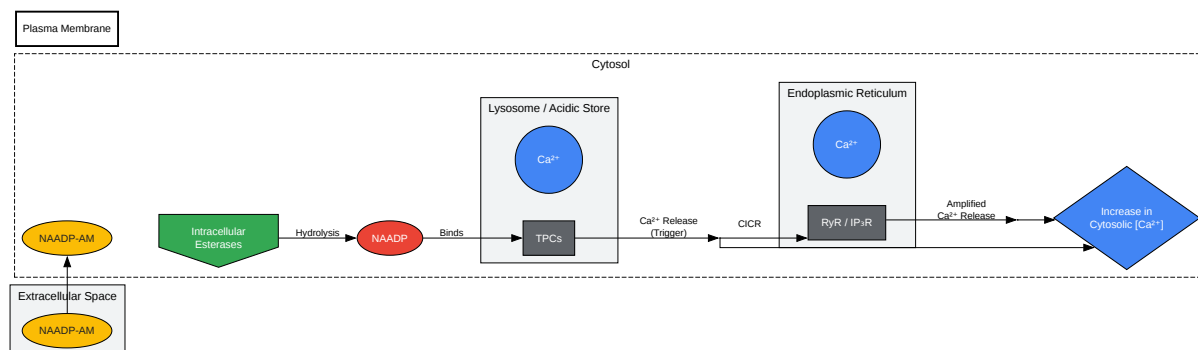 Plasma Membrane
Cytosol
Lysosome / Acidic Store
Ca²⁺
TPCs
Endoplasmic Reticulum
Ca²⁺
RyR / IP₃R
NAADP-AM
Intracellular
Esterases
Hydrolysis
NAADP
Binds
Ca²⁺ Release
(Trigger)
CICR
Amplified
Ca²⁺ Release
Increase in
Cytosolic [Ca²⁺]
Extracellular Space
NAADP-AM